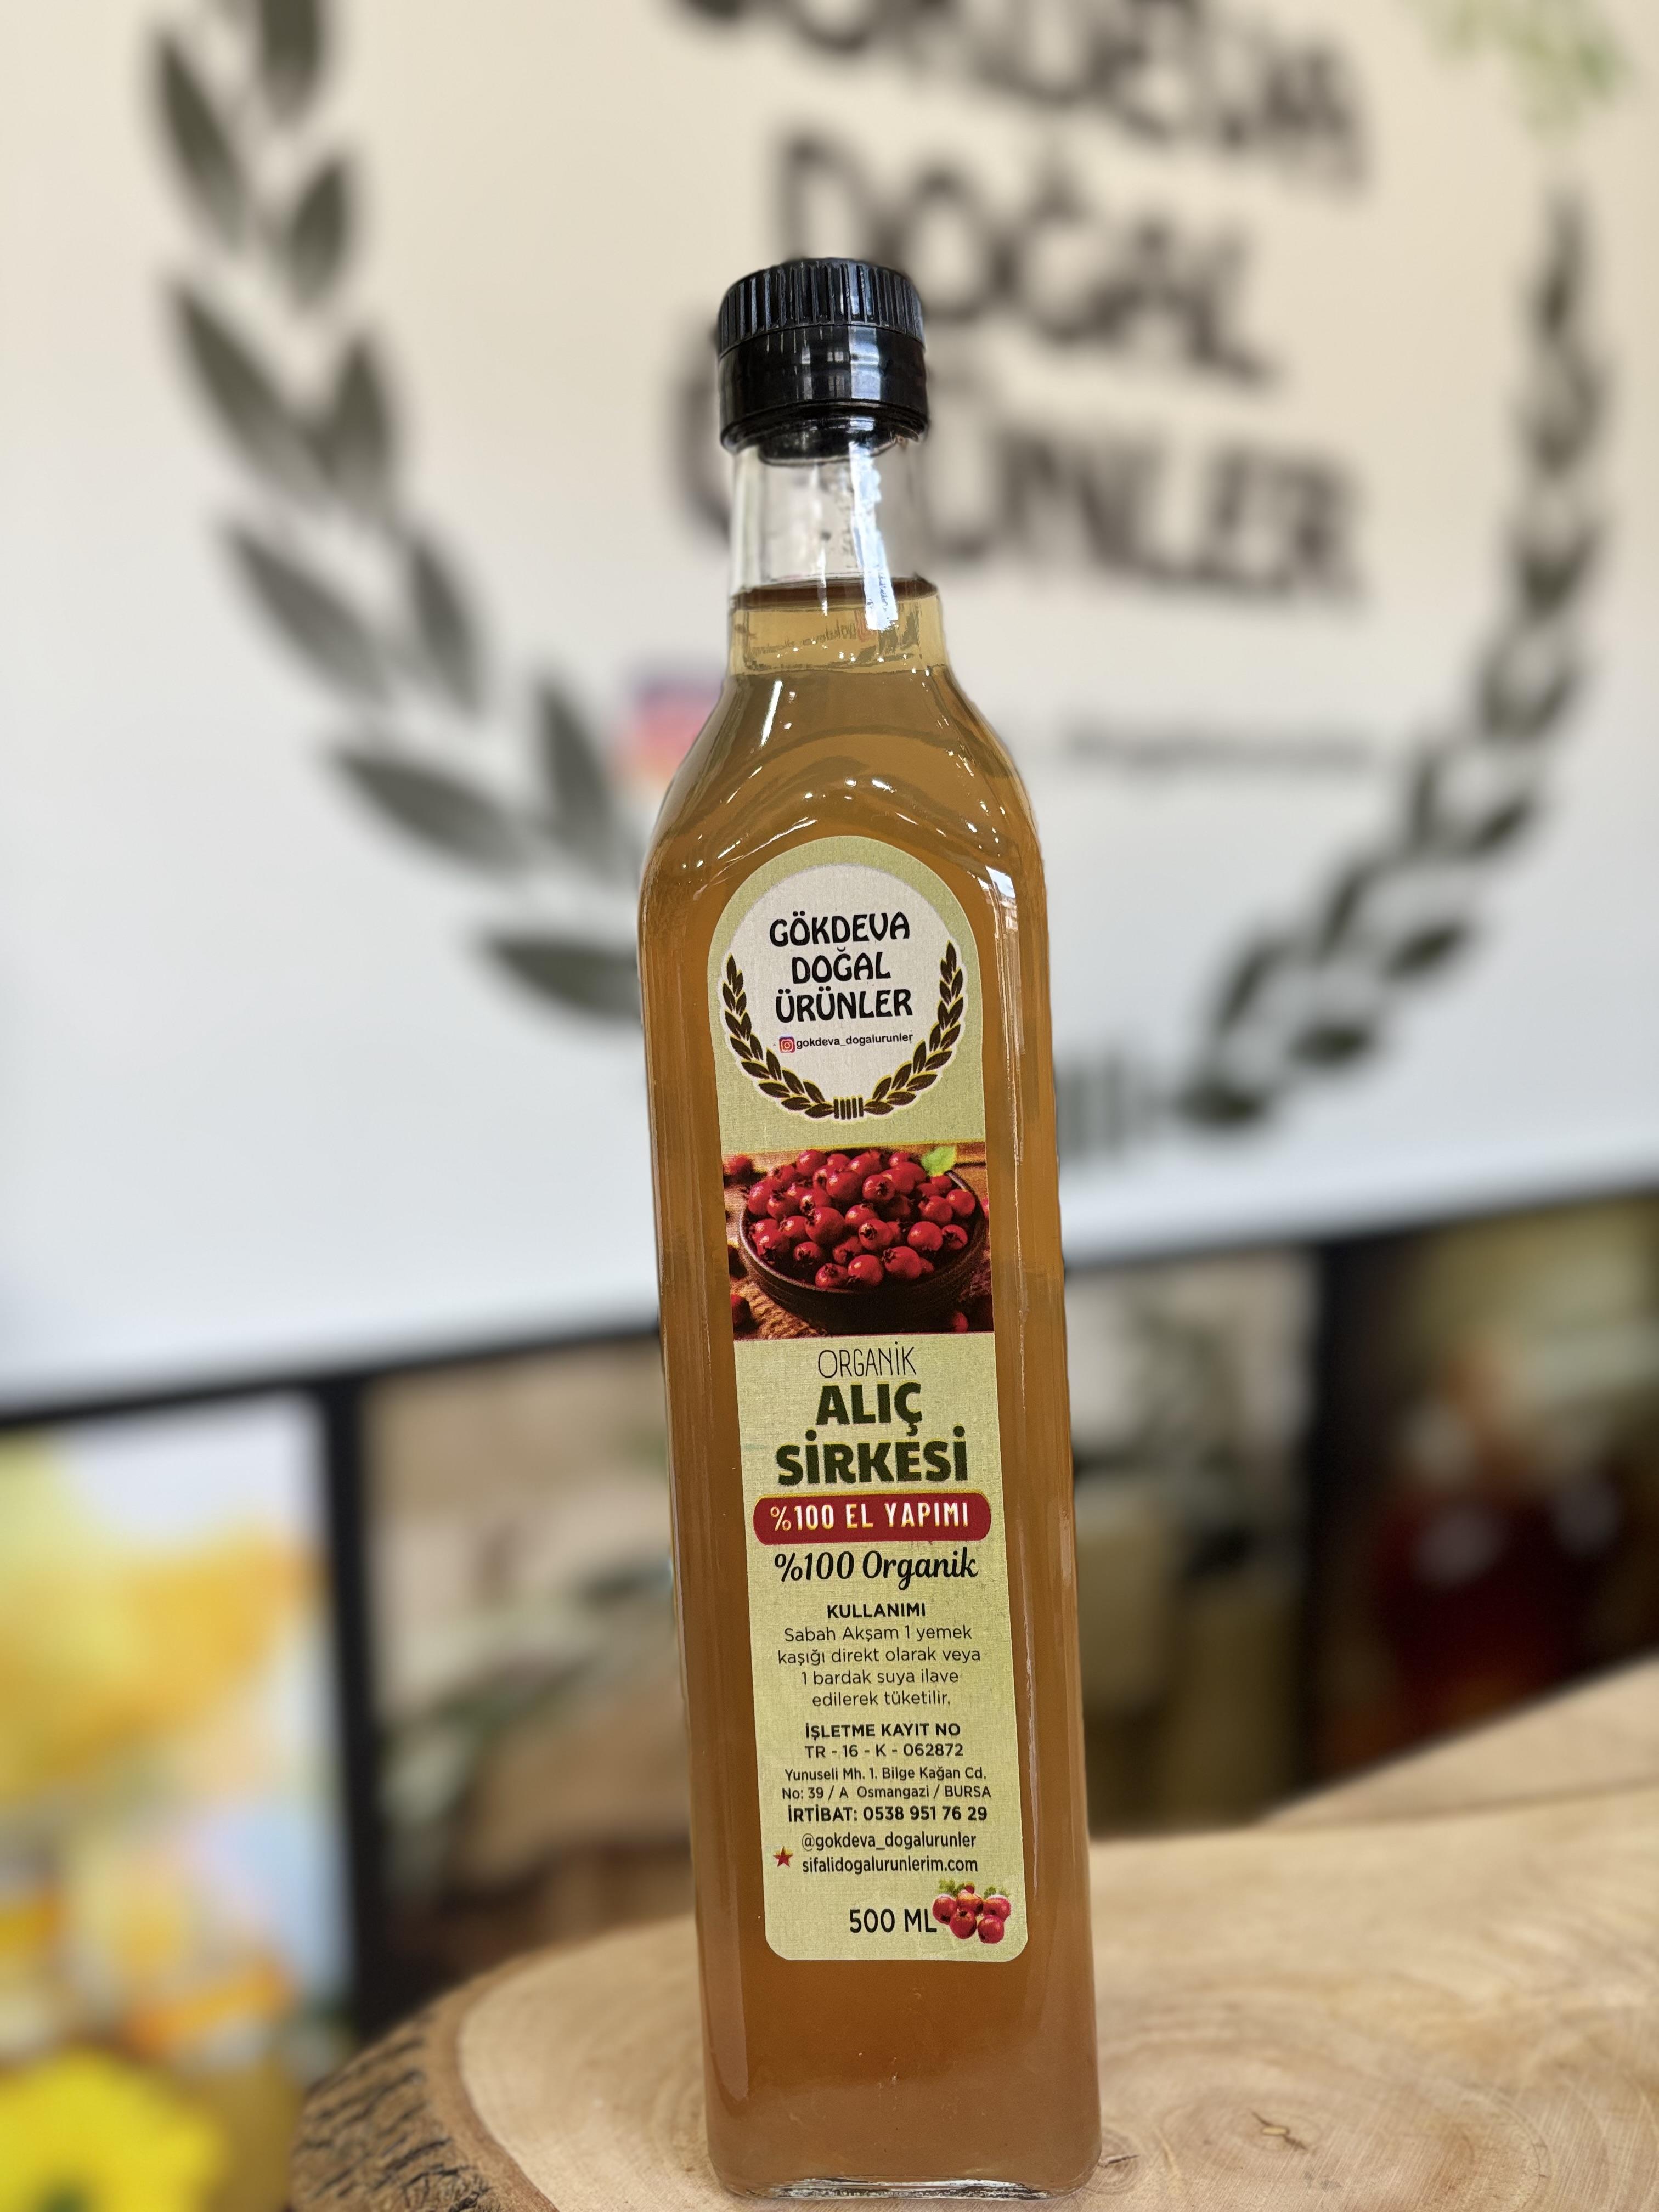 DOĞAL
GÖKDEVA
DOĞAL
ÜRÜNLER
gokdeva_dogalurunler
ORGANİK
ALIÇ
SİRKESİ
%100 EL YAPIMI
%100 Organik
KULLANIMI
Sabah Akşam 1 yemek
kaşığı direkt olarak veya
1 bardak suya ilave
edilerek tüketilir.
İŞLETME KAYIT NO
TR - 16 - K - 062872
Yunuseli Mh. 1. Bilge Kağan Cd.
No: 39 / A Osmangazi / BURSA
İRTİBAT: 0538 951 76 29
@gokdeva_dogalurunler
sifalidogalurunlerim.com
500 ML